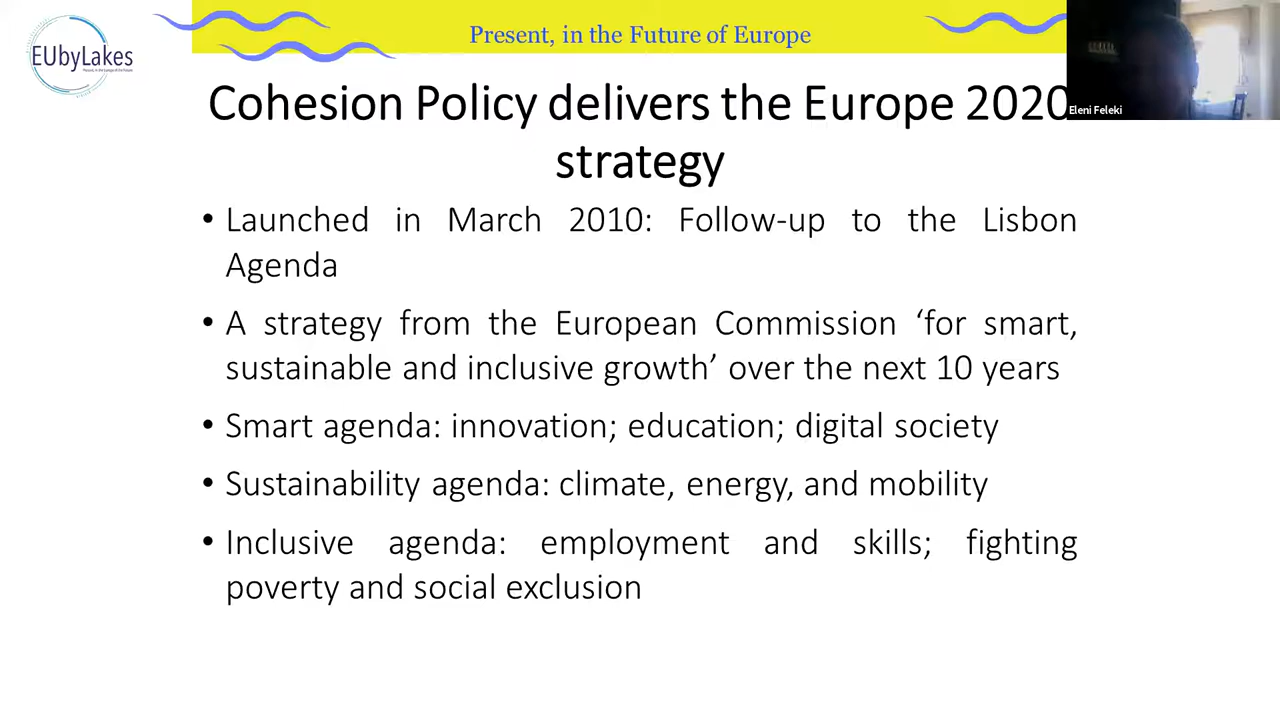 EUbyLakes
Present, in the Future of Europe
Eleni Feleki
Cohesion Policy delivers the Europe 2020
strategy
• Launched in March 2010: Follow-up to the Lisbon
Agenda
• A strategy from the European Commission ‘for smart,
sustainable and inclusive growth’ over the next 10 years
• Smart agenda: innovation; education; digital society
• Sustainability agenda: climate, energy, and mobility
• Inclusive agenda: employment and skills; fighting
poverty and social exclusion